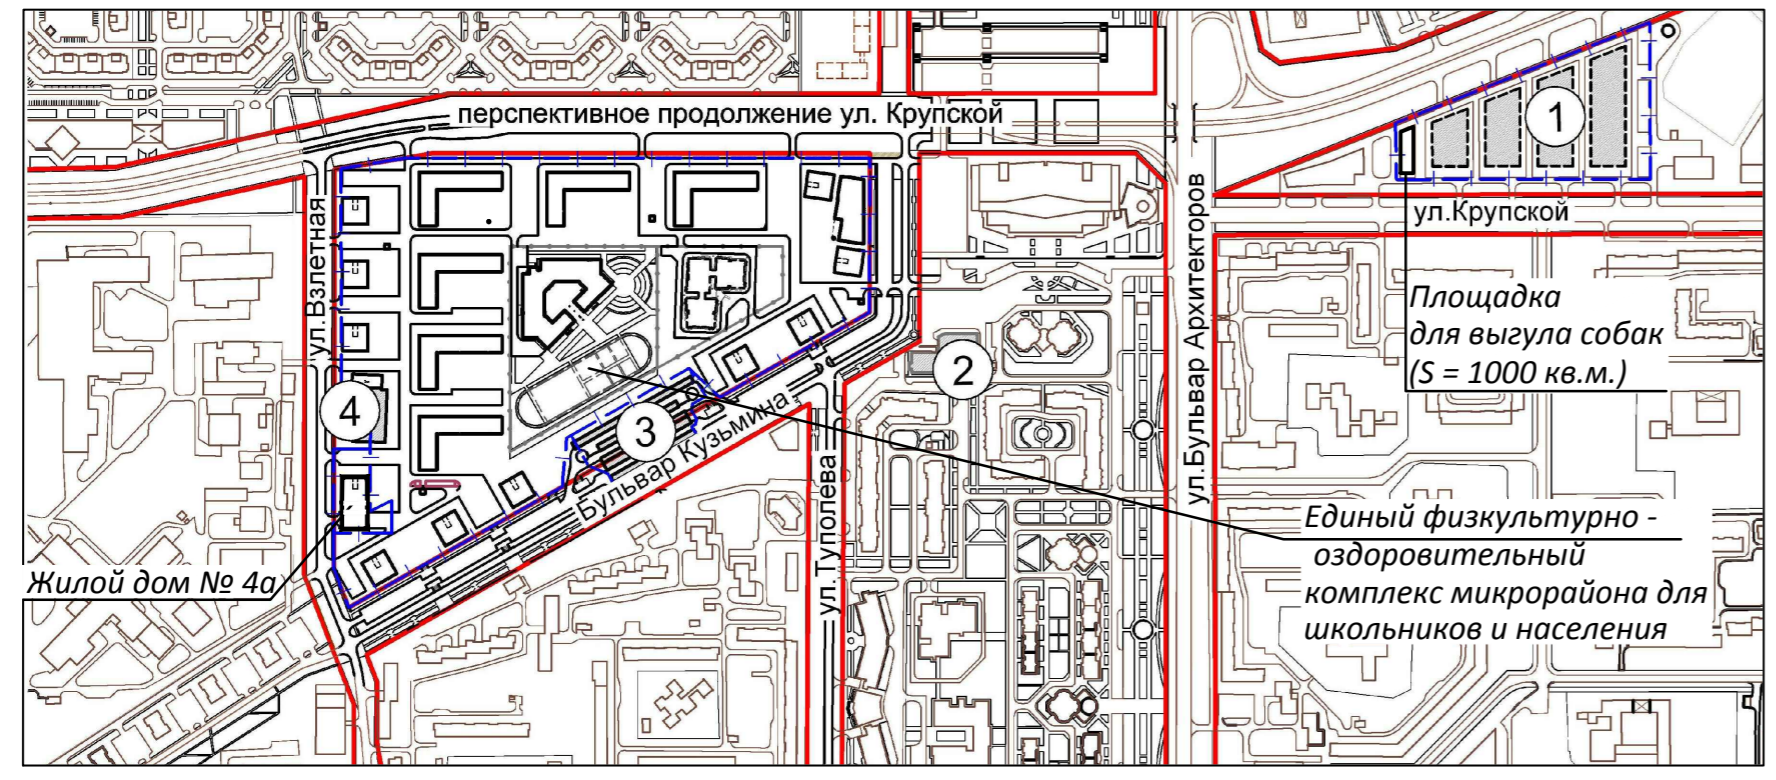 перспективное продолжение ул. Крупской
1
ул.Крупской
ул.Взлетная
ул.Бульвар Архитекторов
Площадка
для выгула собак
(S = 1000 кв.м.)
2
4
3
Бульвар Кузьмина
ул.Туполева
Единый физкультурно -
оздоровительный
комплекс микрорайона для
школьников и населения
Жилой дом № 4а